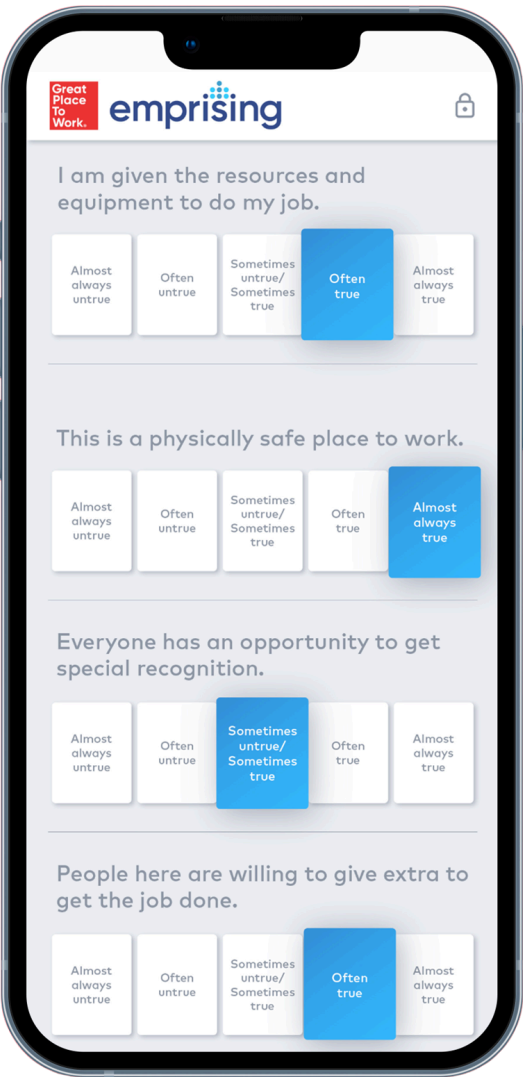 Great
Place
To
Work.
emprising
I am given the resources and
equipment to do my job.
Almost
always
untrue
Often
untrue
Sometimes
untrue/
Sometimes
true
Often
true
Almost
always
true
This is a physically safe place to work.
Almost
always
untrue
Often
untrue
Sometimes
untrue/
Sometimes
true
Often
true
Almost
always
true
Everyone has an opportunity to get
special recognition.
Almost
always
untrue
Often
untrue
Sometimes
untrue/
Sometimes
true
Often
true
Almost
always
true
People here are willing to give extra to
get the job done.
Almost
always
untrue
Often
untrue
Sometimes
untrue/
Sometimes
true
Often
true
Almost
always
true